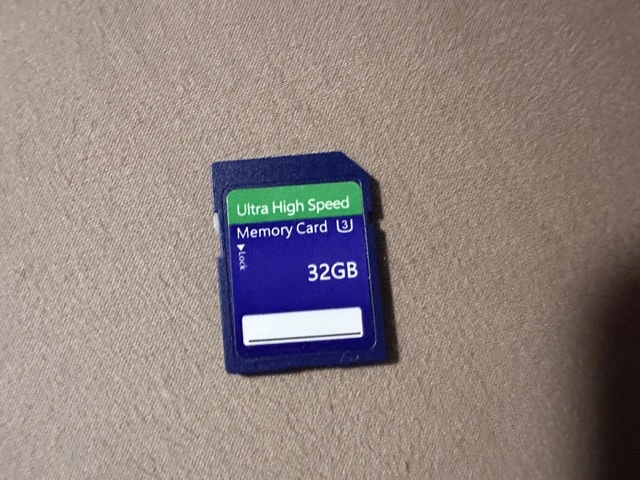 Ultra High Speed
Memory Card 3
Lock
32GB